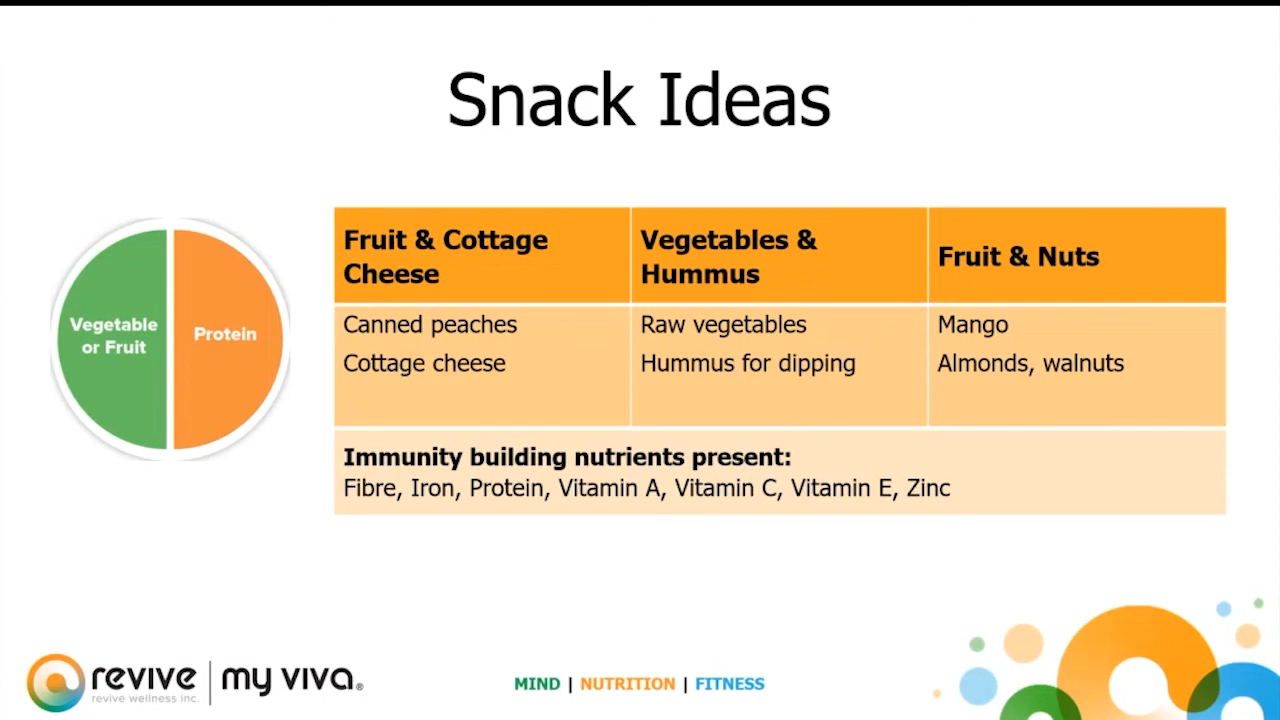 Snack Ideas
Vegetable
or Fruit
Protein
Fruit & Cottage
Cheese
Vegetables &
Hummus
Fruit & Nuts
Canned peaches
Cottage cheese
Raw vegetables
Hummus for dipping
Mango
Almonds, walnuts
Immunity building nutrients present:
Fibre, Iron, Protein, Vitamin A, Vitamin C, Vitamin E, Zinc
revive
revive wellness inc.
my viva®
MIND | NUTRITION | FITNESS